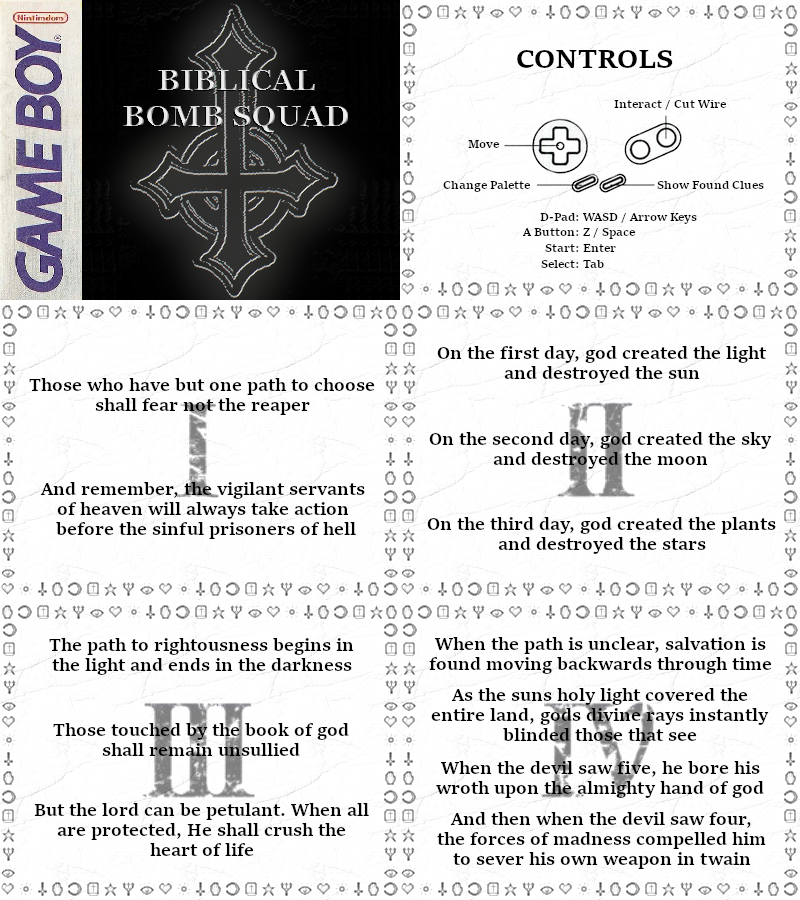 Nintimdom
GAME BOY
BIBLICAL
BOMB SQUAD
CONTROLS
Interact / Cut Wire
Move
Change Palette
Show Found Clues
D-Pad: WASD / Arrow Keys
A Button: Z / Space
Start: Enter
Select: Tab
Those who have but one path to choose
shall fear not the reaper
I
And remember, the vigilant servants
of heaven will always take action
before the sinful prisoners of hell
On the first day, god created the light
and destroyed the sun
II
On the second day, god created the sky
and destroyed the moon
On the third day, god created the plants
and destroyed the stars
The path to rightousness begins in
the light and ends in the darkness
III
Those touched by the book of god
shall remain unsullied
But the lord can be petulant. When all
are protected, He shall crush the
heart of life
When the path is unclear, salvation is
found moving backwards through time
As the suns holy light covered the
entire land, gods divine rays instantly
blinded those that see
IV
When the devil saw five, he bore his
wroth upon the almighty hand of god
And then when the devil saw four,
the forces of madness compelled him
to sever his own weapon in twain